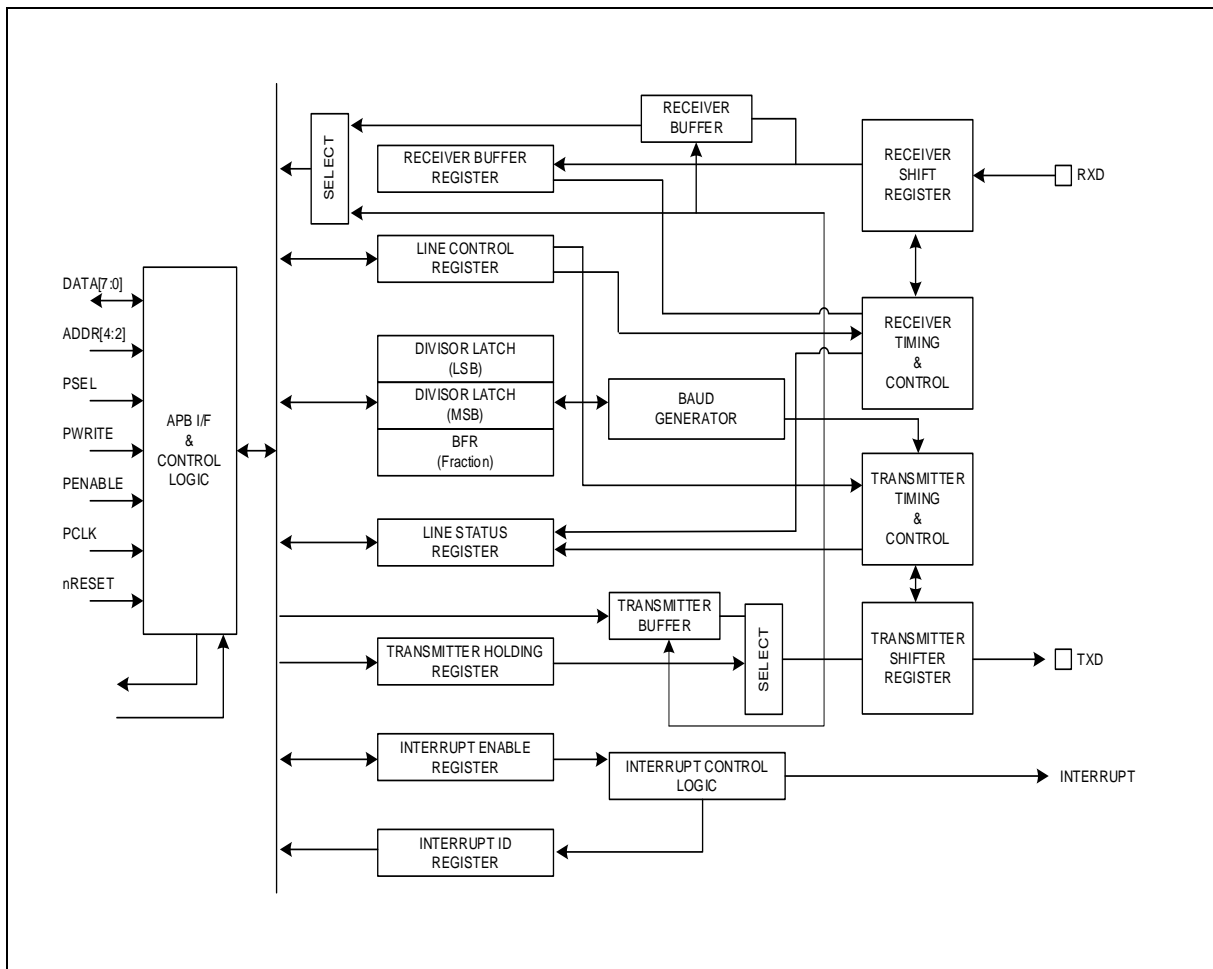 RECEIVER
BUFFER
SELECT
RECEIVER BUFFER
REGISTER
RECEIVER
SHIFT
REGISTER
RXD
LINE CONTROL
REGISTER
DATA[7:0]
ADDR[4:2]
PSEL
PWRITE
PENABLE
PCLK
nRESET
APB I/F
&
CONTROL
LOGIC
DIVISOR LATCH
(LSB)
DIVISOR LATCH
(MSB)
BFR
(Fraction)
BAUD
GENERATOR
RECEIVER
TIMING
&
CONTROL
TRANSMITTER
TIMING
&
CONTROL
LINE STATUS
REGISTER
TRANSMITTER
BUFFER
TRANSMITTER HOLDING
REGISTER
SELECT
TRANSMITTER
SHIFTER
REGISTER
TXD
INTERRUPT ENABLE
REGISTER
INTERRUPT CONTROL
LOGIC
INTERRUPT
INTERRUPT ID
REGISTER